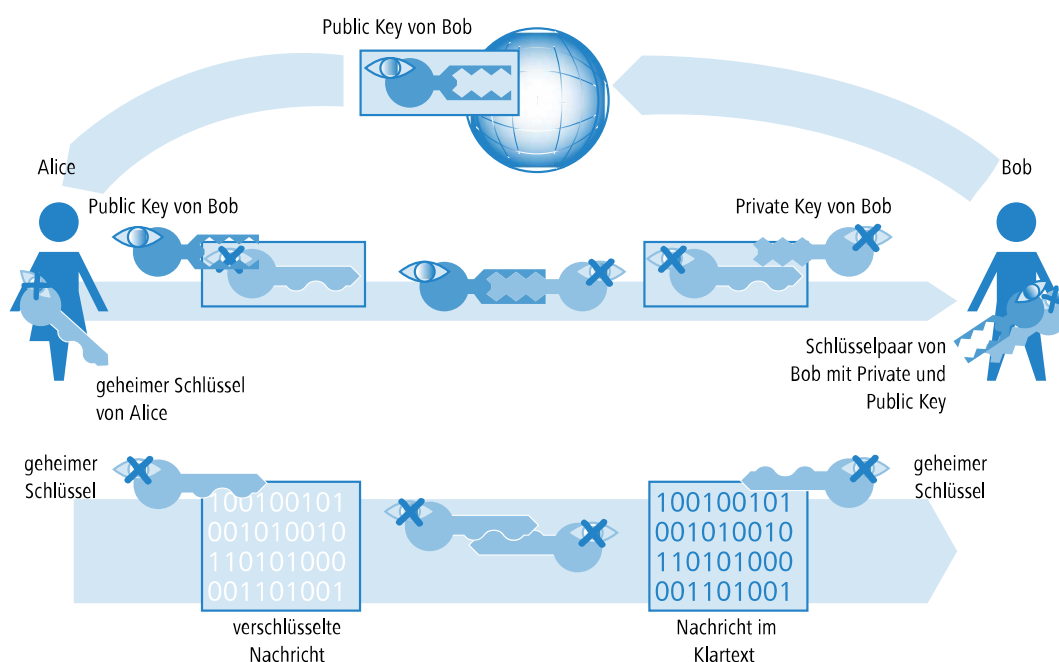 Public Key von Bob
Alice
Bob
Public Key von Bob
Private Key von Bob
geheimer Schlüssel
von Alice
Schlüsselpaar von
Bob mit Private und
Public Key
geheimer
Schlüssel
geheimer
Schlüssel
100100101
001010010
110101000
001101001
100100101
001010010
110101000
001101001
verschlüsselte
Nachricht
Nachricht im
Klartext